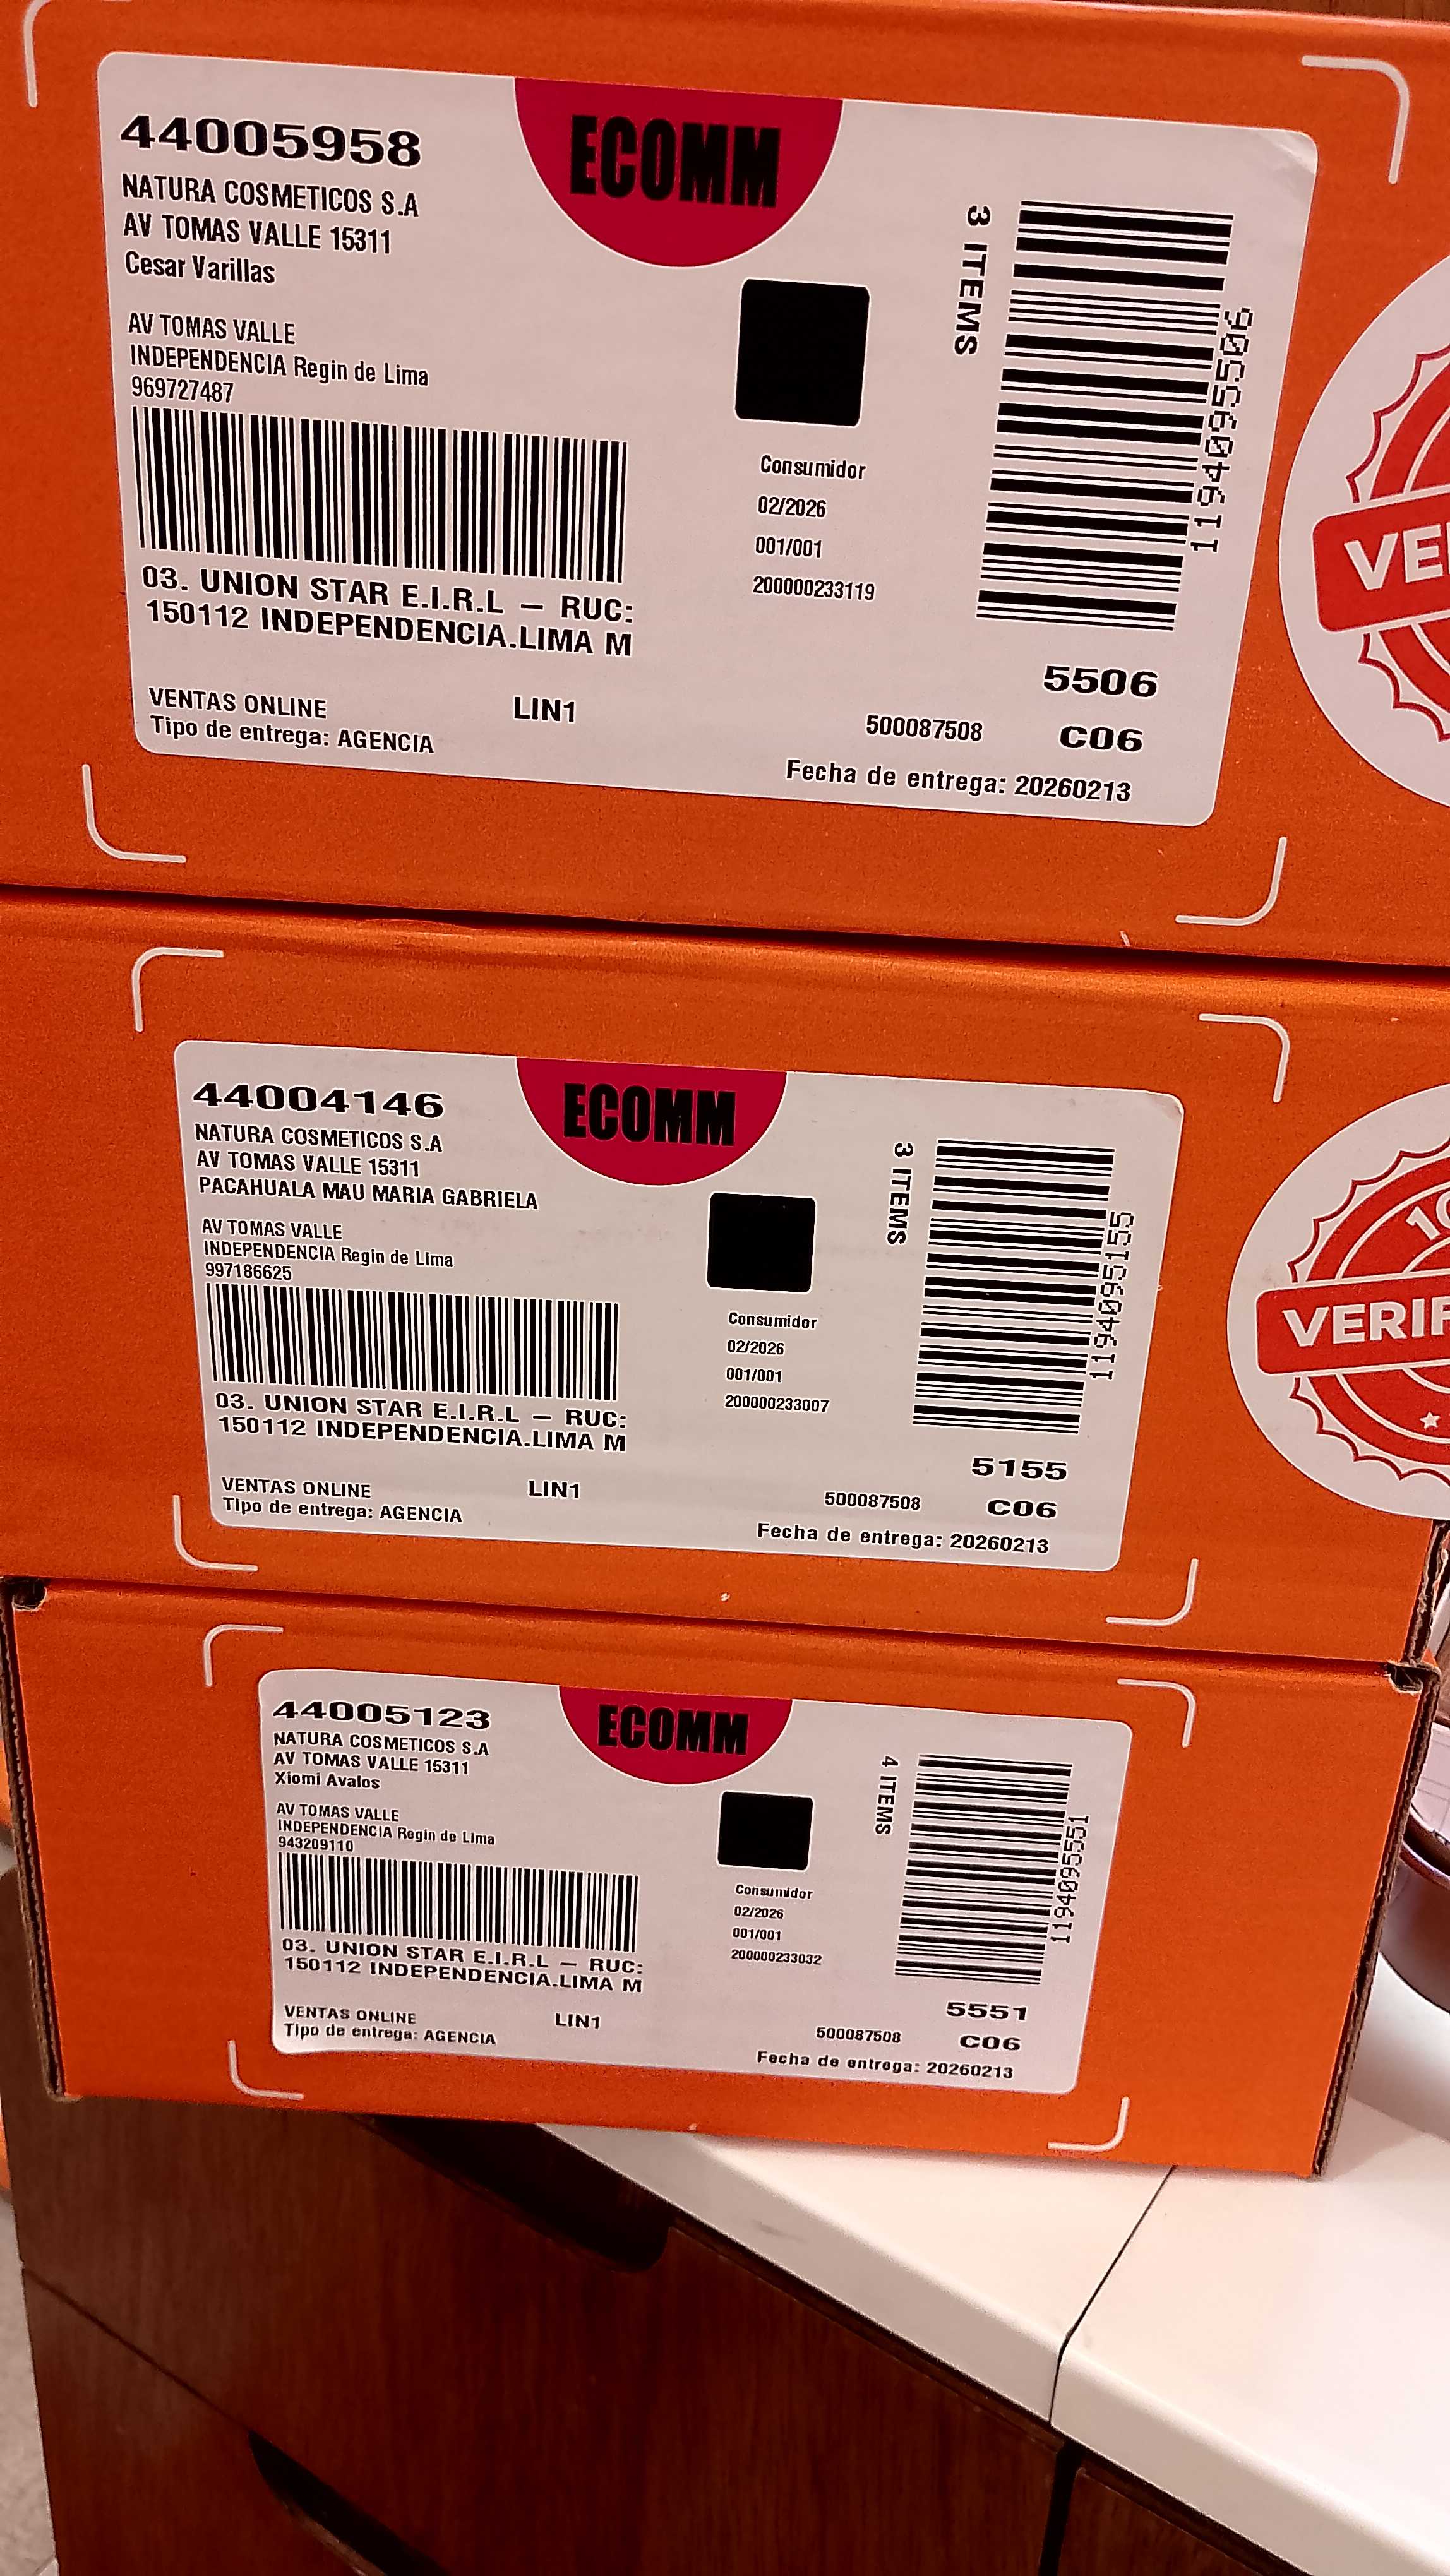 44005958
ECOMM
NATURA COSMETICOS S.A
AV TOMAS VALLE 15311
Cesar Varillas
AV TOMAS VALLE
INDEPENDENCIA Regin de Lima
969727487
3 ITEMS
1194095506
Consumidor
02/2026
001/001
200000233119
03. UNION STAR E.I.R.L – RUC:
150112 INDEPENDENCIA.LIMA M
5506
VENTAS ONLINE
LIN1
500087508
C06
Tipo de entrega: AGENCIA
Fecha de entrega: 20260213
44004146
ECOMM
NATURA COSMETICOS S.A
AV TOMAS VALLE 15311
PACAHUALA MAU MARIA GABRIELA
AV TOMAS VALLE
INDEPENDENCIA Regin de Lima
997186625
3 ITEMS
1194095155
Consumidor
02/2026
001/001
200000233007
03. UNION STAR E.I.R.L – RUC:
150112 INDEPENDENCIA.LIMA M
5155
VENTAS ONLINE
LIN1
500087508
C06
Tipo de entrega: AGENCIA
Fecha de entrega: 20260213
44005123
ECOMM
NATURA COSMETICOS S.A
AV TOMAS VALLE 15311
Xiomi Avalos
AV TOMAS VALLE
INDEPENDENCIA Regin de Lima
943209110
4 ITEMS
1194095551
Consumidor
02/2026
001/001
200000233032
03. UNION STAR E.I.R.L – RUC:
150112 INDEPENDENCIA.LIMA M
5551
VENTAS ONLINE
LIN1
500087508
C06
Tipo de entrega: AGENCIA
Fecha de entrega: 20260213